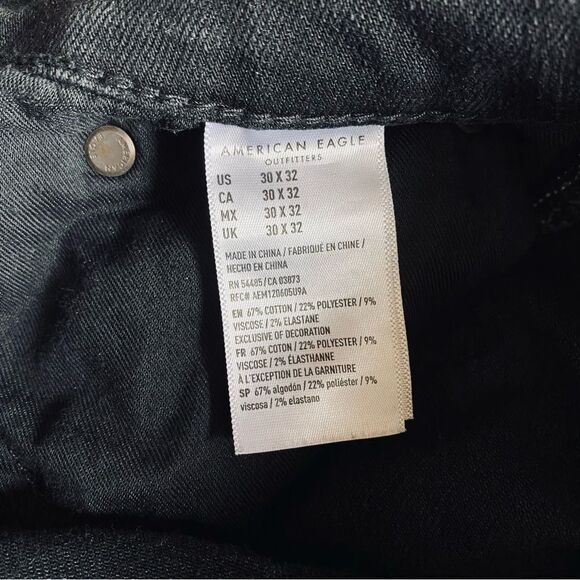 AMERICAN EAGLE
OUTFITTERS
US 30 X 32
CA 30 X 32
MX 30 X 32
UK 30 X 32
MADE IN CHINA / FABRIQUÉ EN CHINE /
HECHO EN CHINA
RN 54485 / CA 03873
RFC# AEM120605U9A
EN 67% COTTON / 22% POLYESTER / 9%
VISCOSE / 2% ELASTANE
EXCLUSIVE OF DECORATION
FR 67% COTON / 22% POLYESTER / 9%
VISCOSE / 2% ÉLASTHANNE
À L'EXCEPTION DE LA GARNITURE
SP 67% algodón / 22% poliéster / 9%
viscosa / 2% elastano